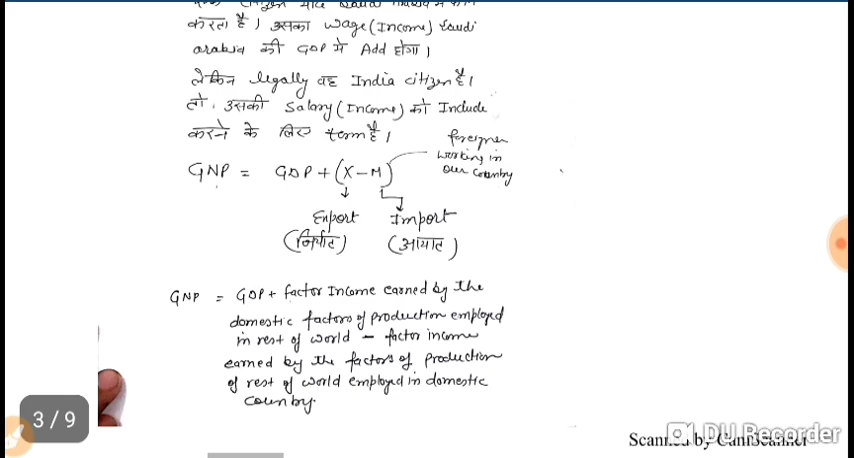 करता है। उसका wage (Income) Saudi
arabia की GDP में Add होगा।
लेकिन legally वह India citizen है।
तो, उसकी Salary (Income) को Include
करने के लिए term है।
foreigner
working in
our country
GNP = GDP + (X - M)
Export Import
(निर्यात) (आयात)
GNP = GDP + factor Income earned by the
domestic factors of production employed
in rest of world - factor income
earned by the factors of production
of rest of world employed in domestic
country.
3 / 9
DU Recorder
Scanned by CamScanner